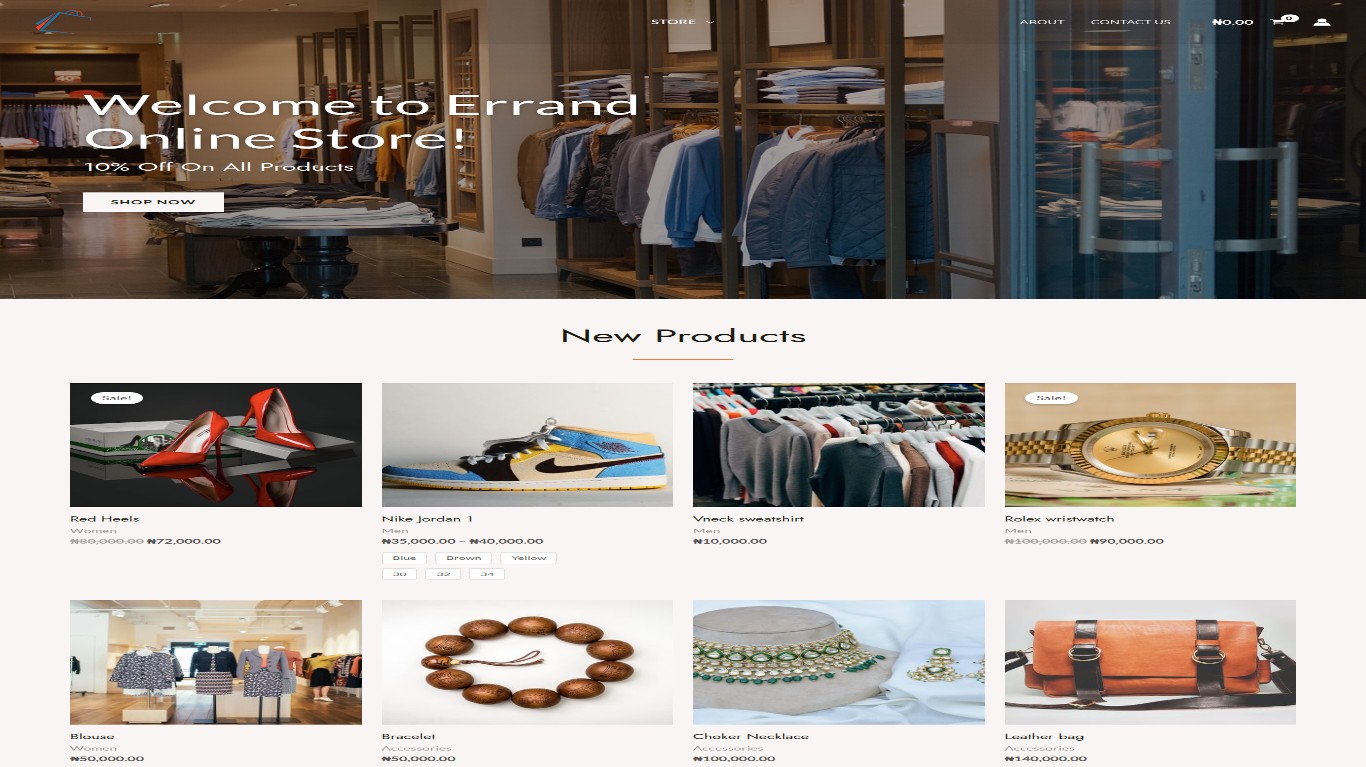 STORE
ABOUT
CONTACT US
₦0.00
0
40%
Welcome to Errand
Online Store!
10% Off On All Products
SHOP NOW
New Products
Sale!
Sale!
Red Heels
Women
₦80,000.00 ₦72,000.00
Nike Jordan 1
Men
₦35,000.00 – ₦40,000.00
Blue
Brown
Yellow
30
32
34
Vneck sweatshirt
Men
₦10,000.00
Rolex wristwatch
Men
₦100,000.00 ₦90,000.00
Blouse
Women
₦50,000.00
Bracelet
Accessories
₦50,000.00
Choker Necklace
Accessories
₦100,000.00
Leather bag
Accessories
₦140,000.00